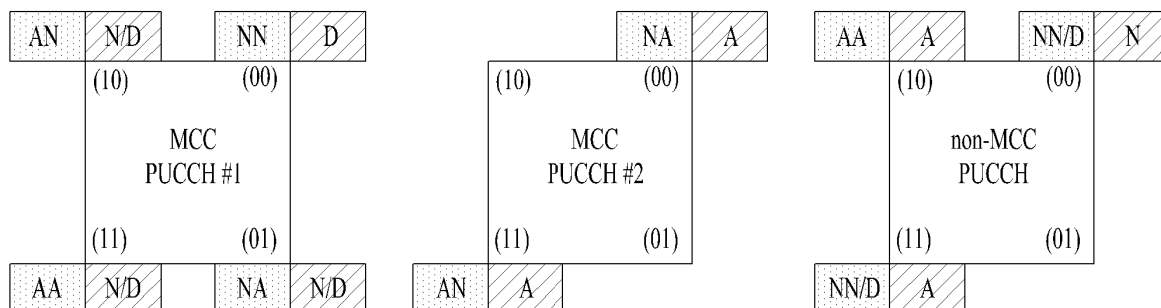 AN N/D NN D NA A AA A NN/D N
(10) (00) (10) (00) (10) (00)
MCC MCC non-MCC
PUCCH #1 PUCCH #2 PUCCH
(11) (01) (11) (01) (11) (01)
AA N/D NA N/D AN A NN/D A